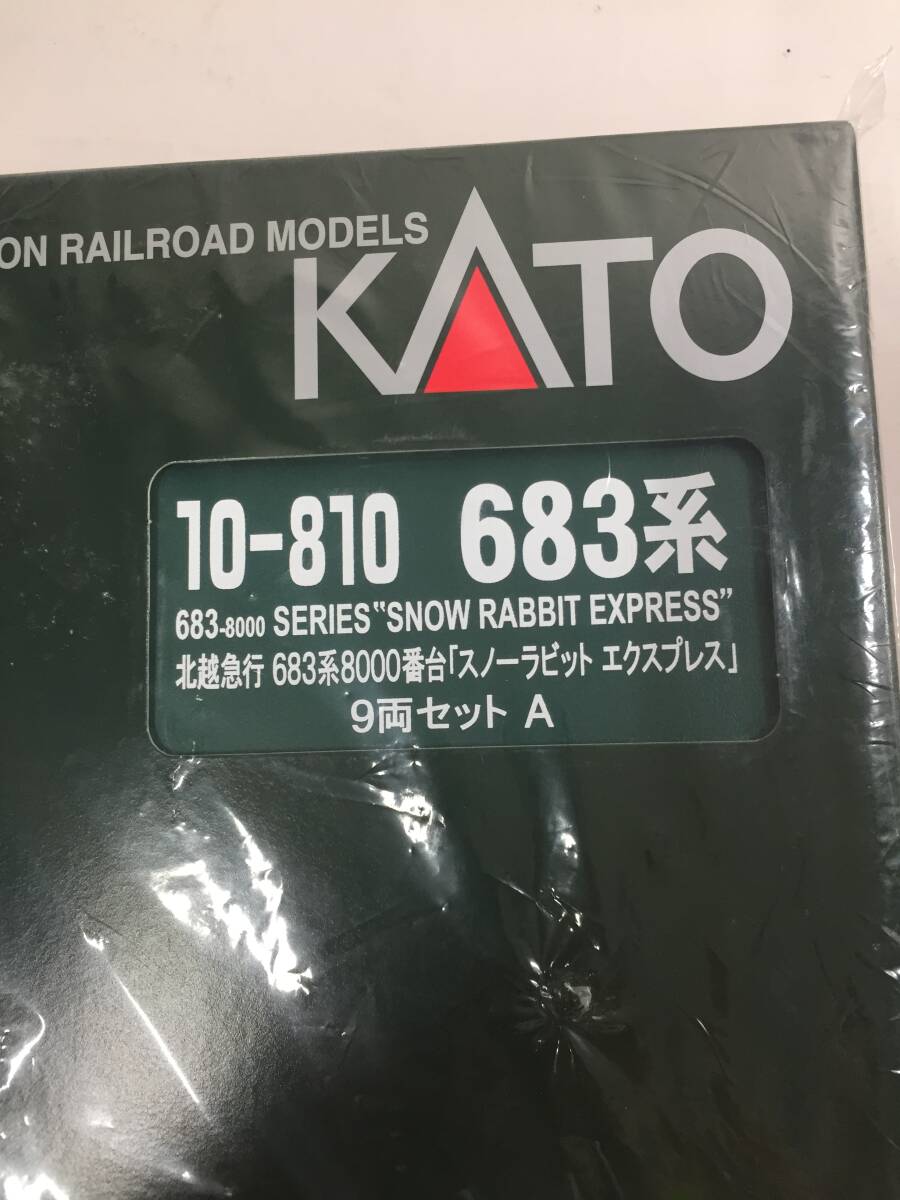 ON RAILROAD MODELS
KATO
10-810 683系
683-8000 SERIES "SNOW RABBIT EXPRESS"
北越急行 683系8000番台「スノーラビット エクスプレス」
9両セット A